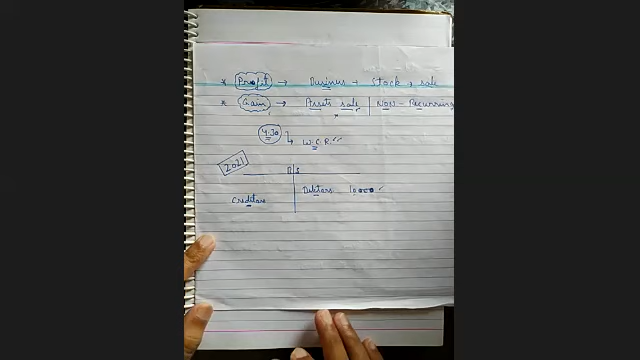 * Profit → Business → Stock, sale
* Gain → Assets sale | Non - Recurring
4.30 → W.C.R.
2021 B/S
Debtors 10000
Creditors